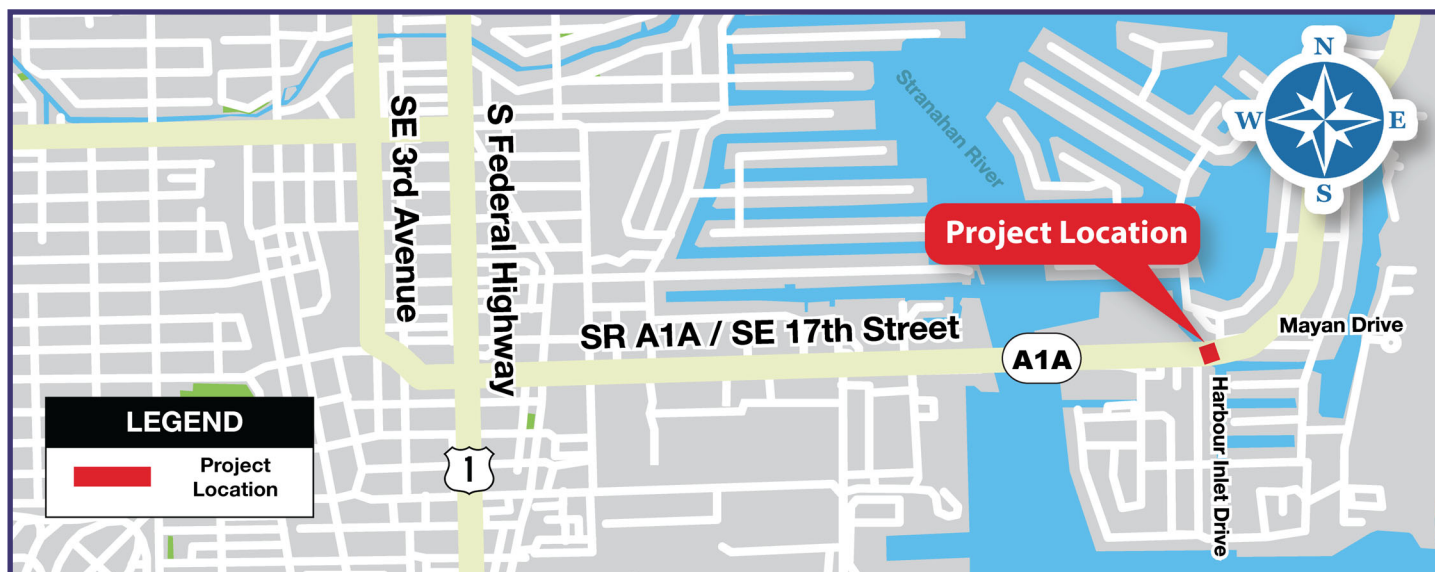 N
W
E
S
Stranahan River
SE 3rd Avenue
S Federal Highway
Project Location
SR A1A / SE 17th Street
A1A
Mayan Drive
Harbour Inlet Drive
1
LEGEND
Project
Location